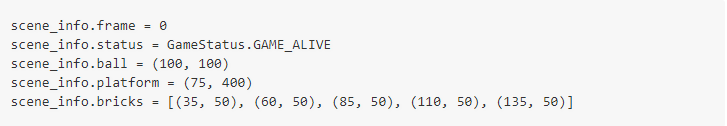 scene_info.frame = 0
scene_info.status = GameStatus.GAME_ALIVE
scene_info.ball = (100, 100)
scene_info.platform = (75, 400)
scene_info.bricks = [(35, 50), (60, 50), (85, 50), (110, 50), (135, 50)]